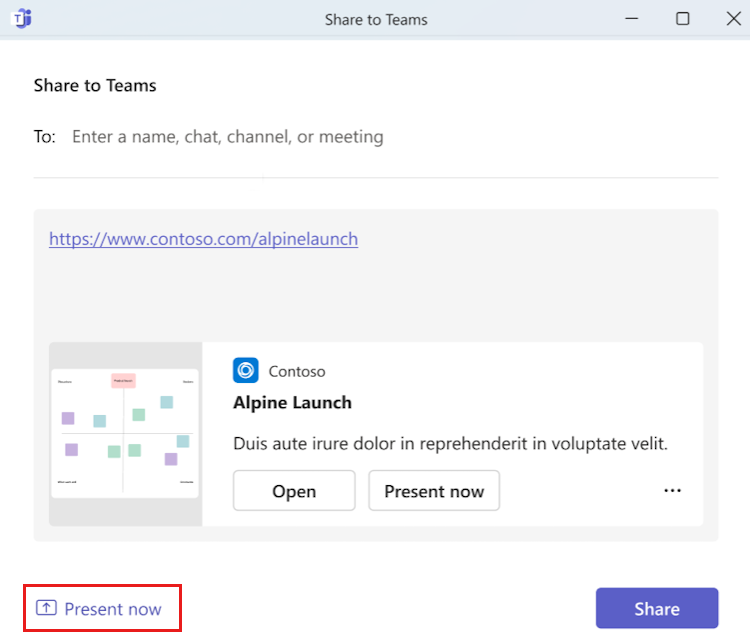 Share to Teams
Share to Teams
To: Enter a name, chat, channel, or meeting
https://www.contoso.com/alpinelaunch
Contoso
Alpine Launch
Duis aute irure dolor in reprehenderit in voluptate velit.
Open Present now
Present now Share